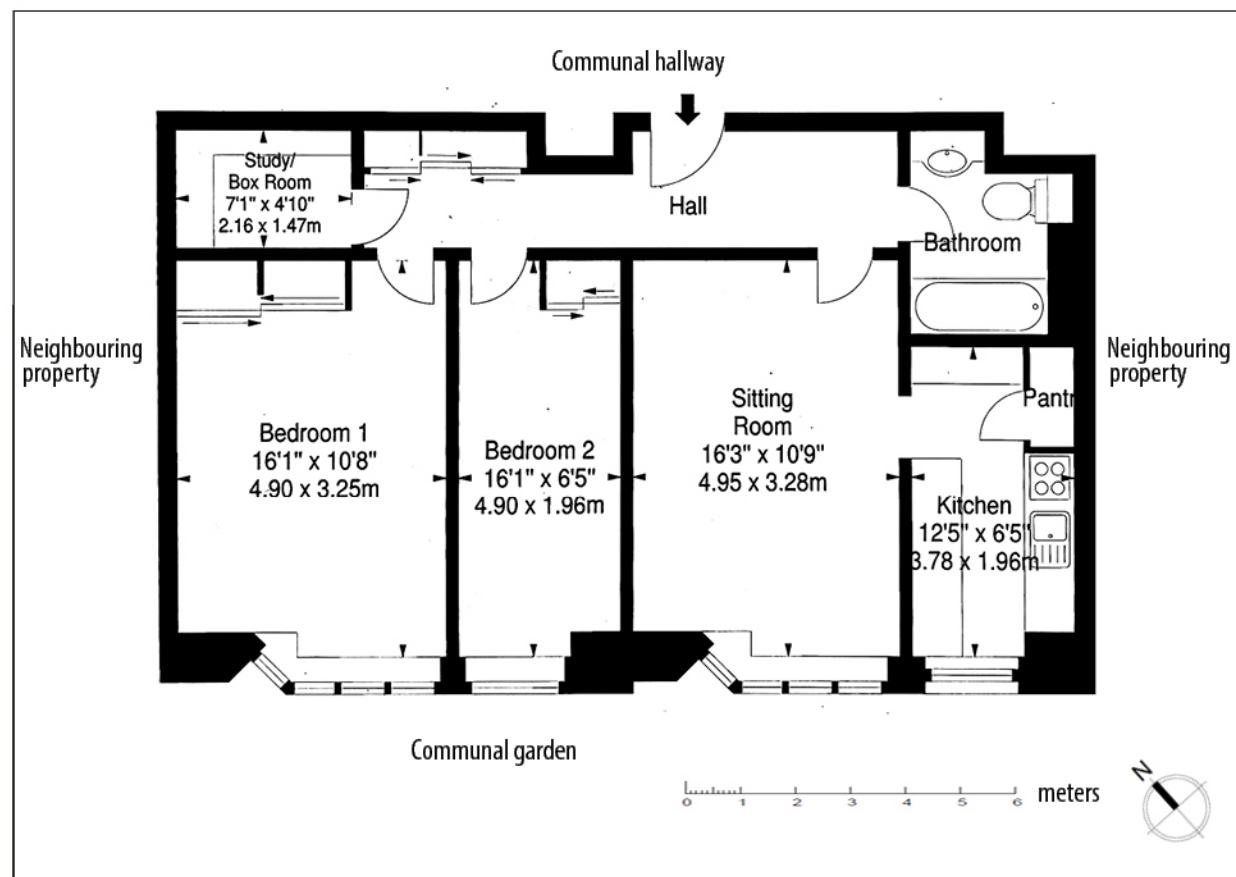 Communal hallway
Study/
Box Room
7'1" x 4'10"
2.16 x 1.47m
Hall
Bathroom
Neighbouring
property
Neighbouring
property
Bedroom 1
16'1" x 10'8"
4.90 x 3.25m
Bedroom 2
16'1" x 6'5"
4.90 x 1.96m
Sitting
Room
16'3" x 10'9"
4.95 x 3.28m
Pantr
Kitchen
12'5" x 6'5"
3.78 x 1.96m
Communal garden
0 1 2 3 4 5 6 meters
N